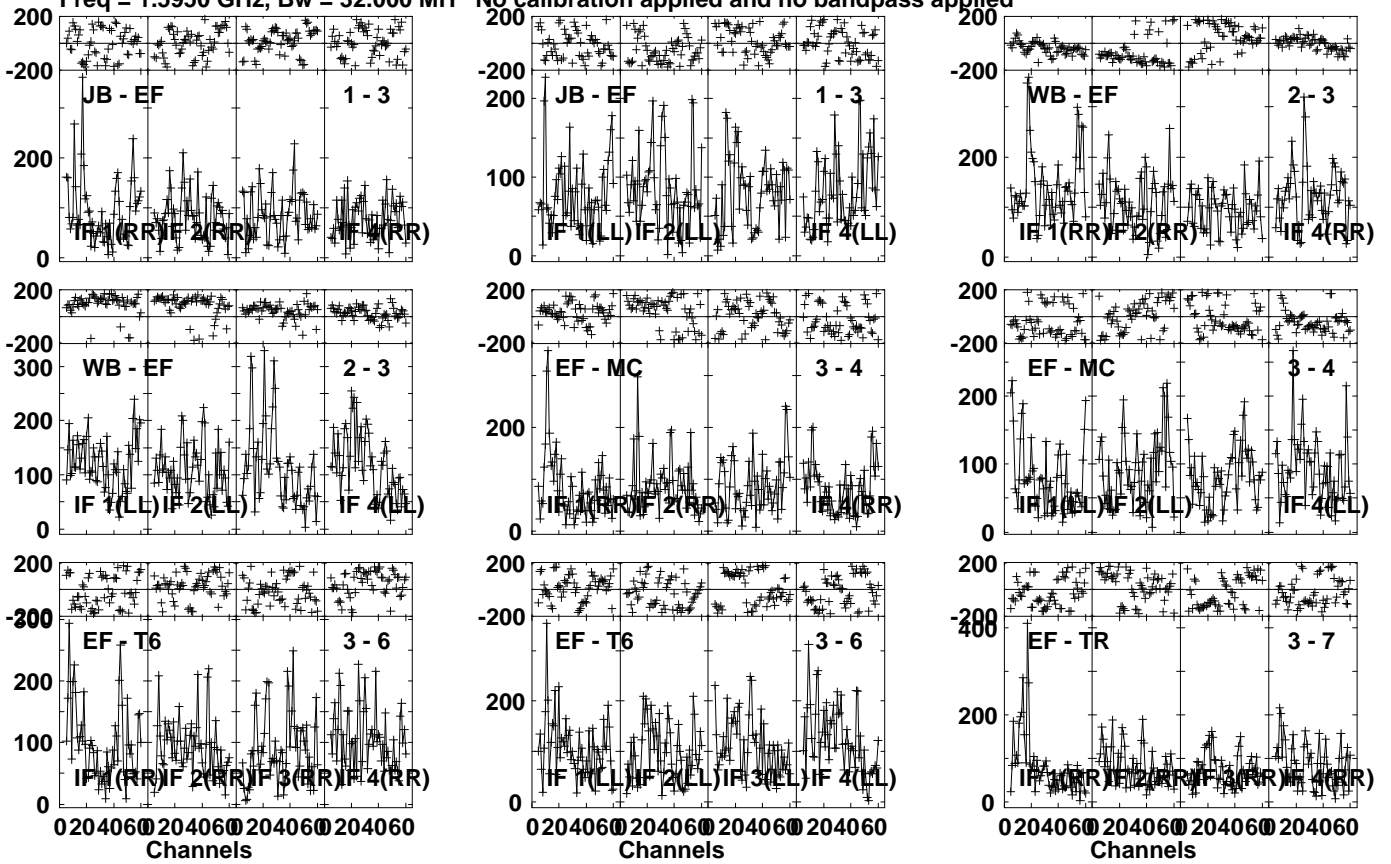 Freq = 1.5950 GHz, Bw = 32.000 MH No calibration applied and no bandpass applied
200
-200
JB - EF 1 - 3
200
0
IF 1(RR) IF 2(RR) IF 4(RR)
200
-200
JB - EF 1 - 3
200
100
0
IF 1(LL) IF 2(LL) IF 4(LL)
200
-200
WB - EF 2 - 3
200
0
IF 1(RR) IF 2(RR) IF 4(RR)
200
-200
WB - EF 2 - 3
300
200
100
0
IF 1(LL) IF 2(LL) IF 4(LL)
200
-200
EF - MC 3 - 4
200
0
IF 1(RR) IF 2(RR) IF 4(RR)
200
-200
EF - MC 3 - 4
200
100
0
IF 1(LL) IF 2(LL) IF 4(LL)
200
-200
300
EF - T6 3 - 6
200
100
0
IF 1(RR) IF 2(RR) IF 3(RR) IF 4(RR)
0 20 40 60 0 20 40 60 0 20 40 60 0 20 40 60
Channels
200
-200
EF - T6 3 - 6
200
0
IF 1(LL) IF 2(LL) IF 3(LL) IF 4(LL)
0 20 40 60 0 20 40 60 0 20 40 60 0 20 40 60
Channels
200
-200
400
EF - TR 3 - 7
200
0
IF 1(RR) IF 2(RR) IF 3(RR) IF 4(RR)
0 20 40 60 0 20 40 60 0 20 40 60 0 20 40 60
Channels